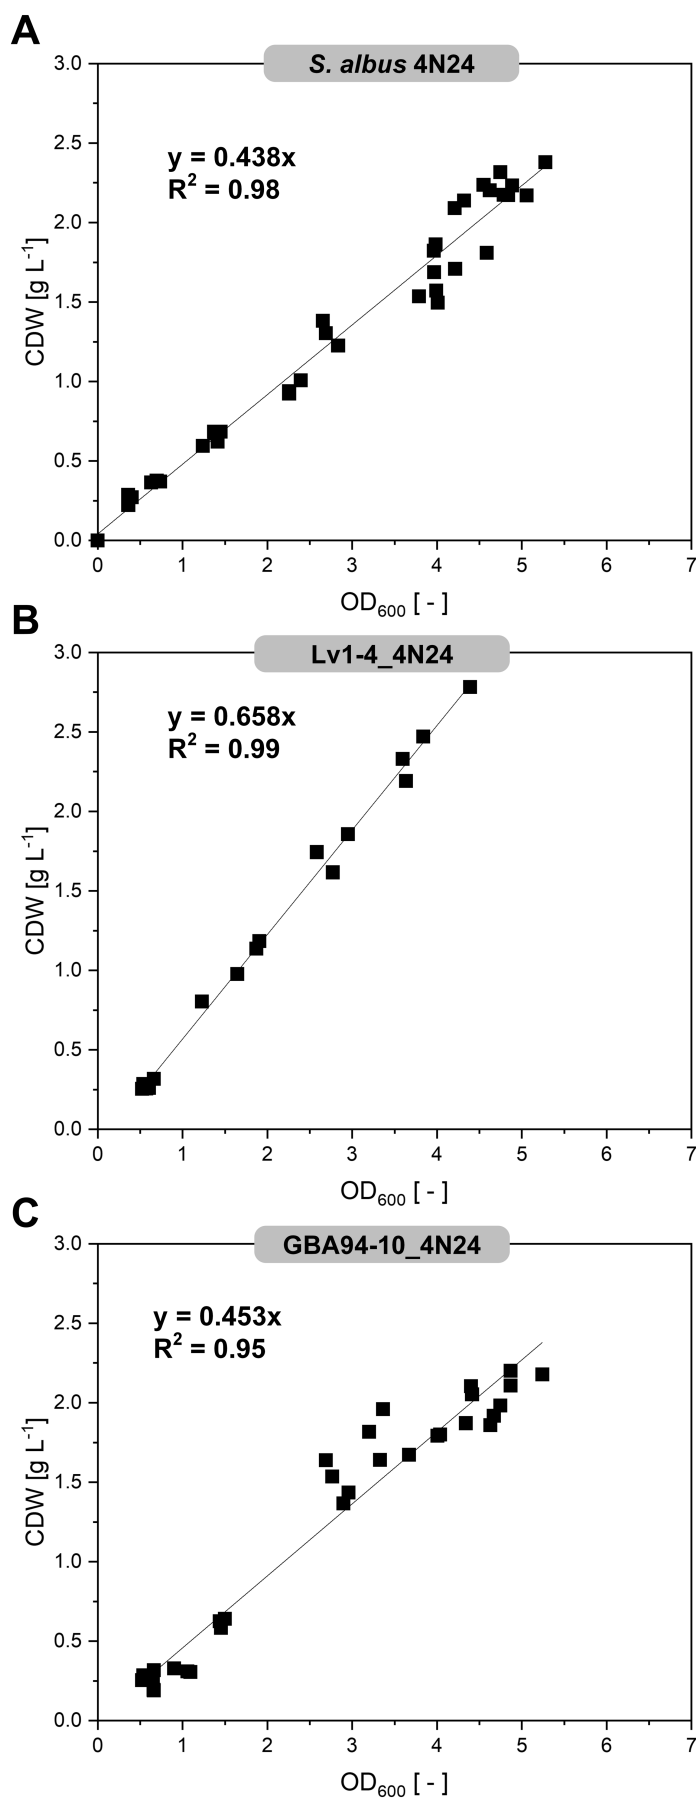 A
S. albus 4N24
3.0
y = 0.438x
R² = 0.98
2.5
2.0
1.5
1.0
0.5
0.0
CDW [g L⁻¹]
0 1 2 3 4 5 6 7
OD₆₀₀ [ - ]
B
Lv1-4_4N24
3.0
y = 0.658x
R² = 0.99
2.5
2.0
1.5
1.0
0.5
0.0
CDW [g L⁻¹]
0 1 2 3 4 5 6 7
OD₆₀₀ [ - ]
C
GBA94-10_4N24
3.0
y = 0.453x
R² = 0.95
2.5
2.0
1.5
1.0
0.5
0.0
CDW [g L⁻¹]
0 1 2 3 4 5 6 7
OD₆₀₀ [ - ]